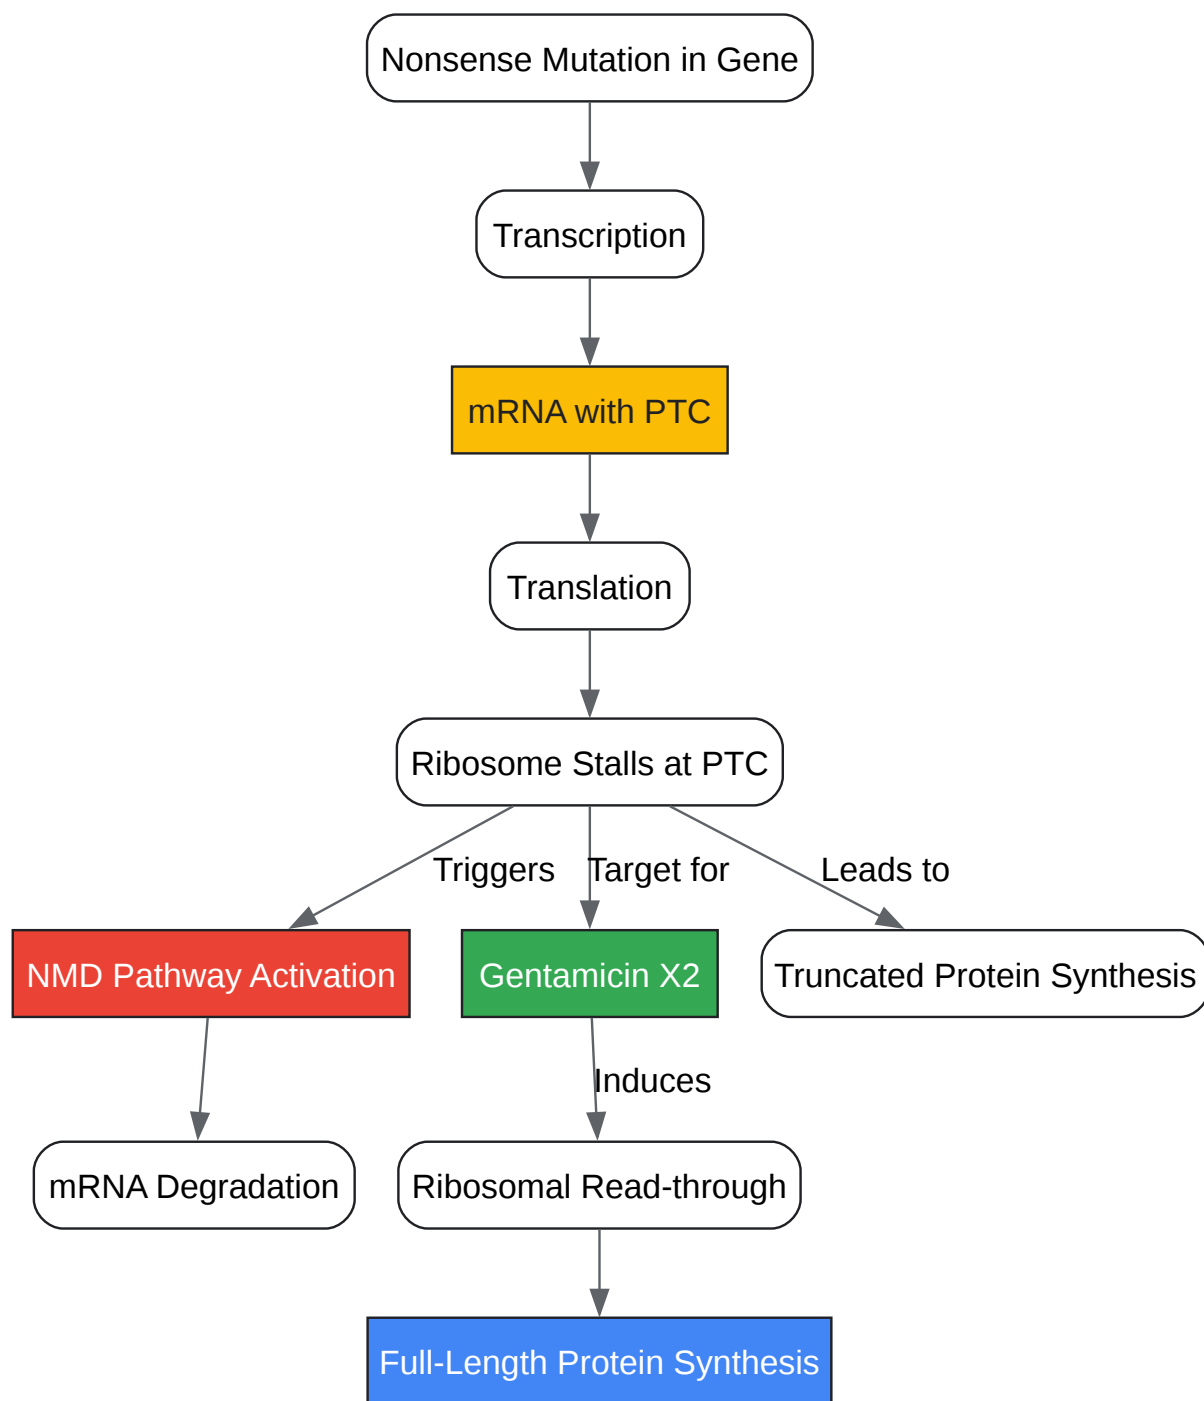 Nonsense Mutation in Gene
Transcription
mRNA with PTC
Translation
Ribosome Stalls at PTC
Triggers
Target for
Leads to
NMD Pathway Activation
Gentamicin X2
Truncated Protein Synthesis
Induces
mRNA Degradation
Ribosomal Read-through
Full-Length Protein Synthesis